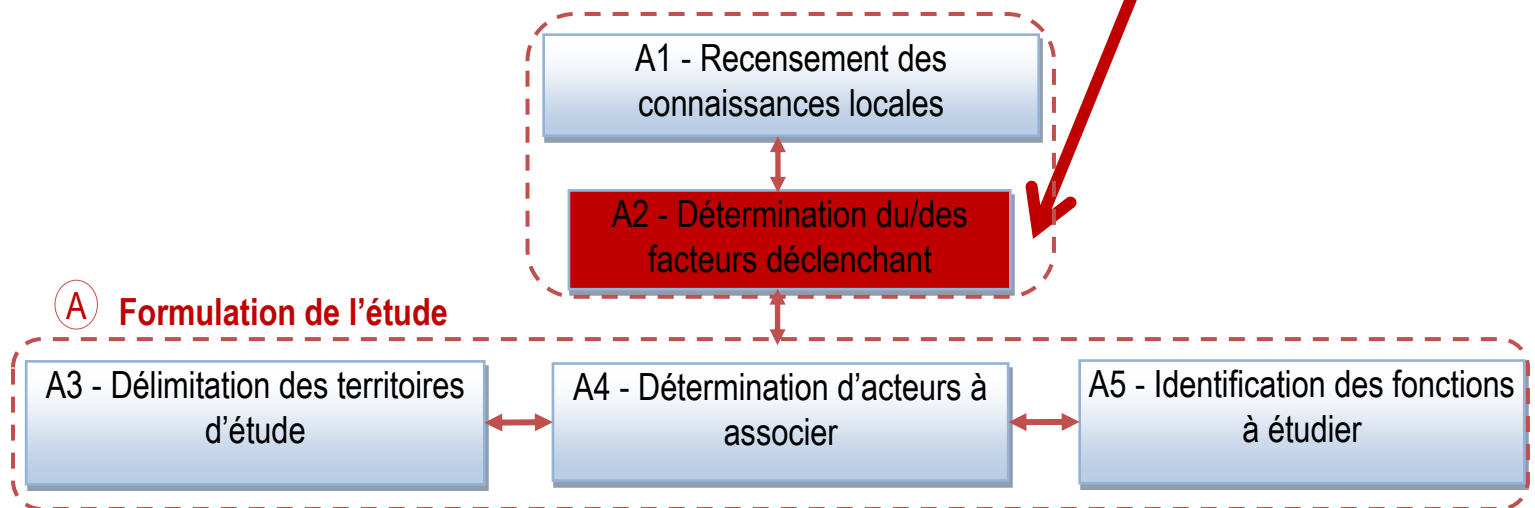 A1 - Recensement des
connaissances locales
A2 - Détermination du/des
facteurs déclenchant
A Formulation de l’étude
A3 - Délimitation des territoires
d’étude
A4 - Détermination d’acteurs à
associer
A5 - Identification des fonctions
à étudier